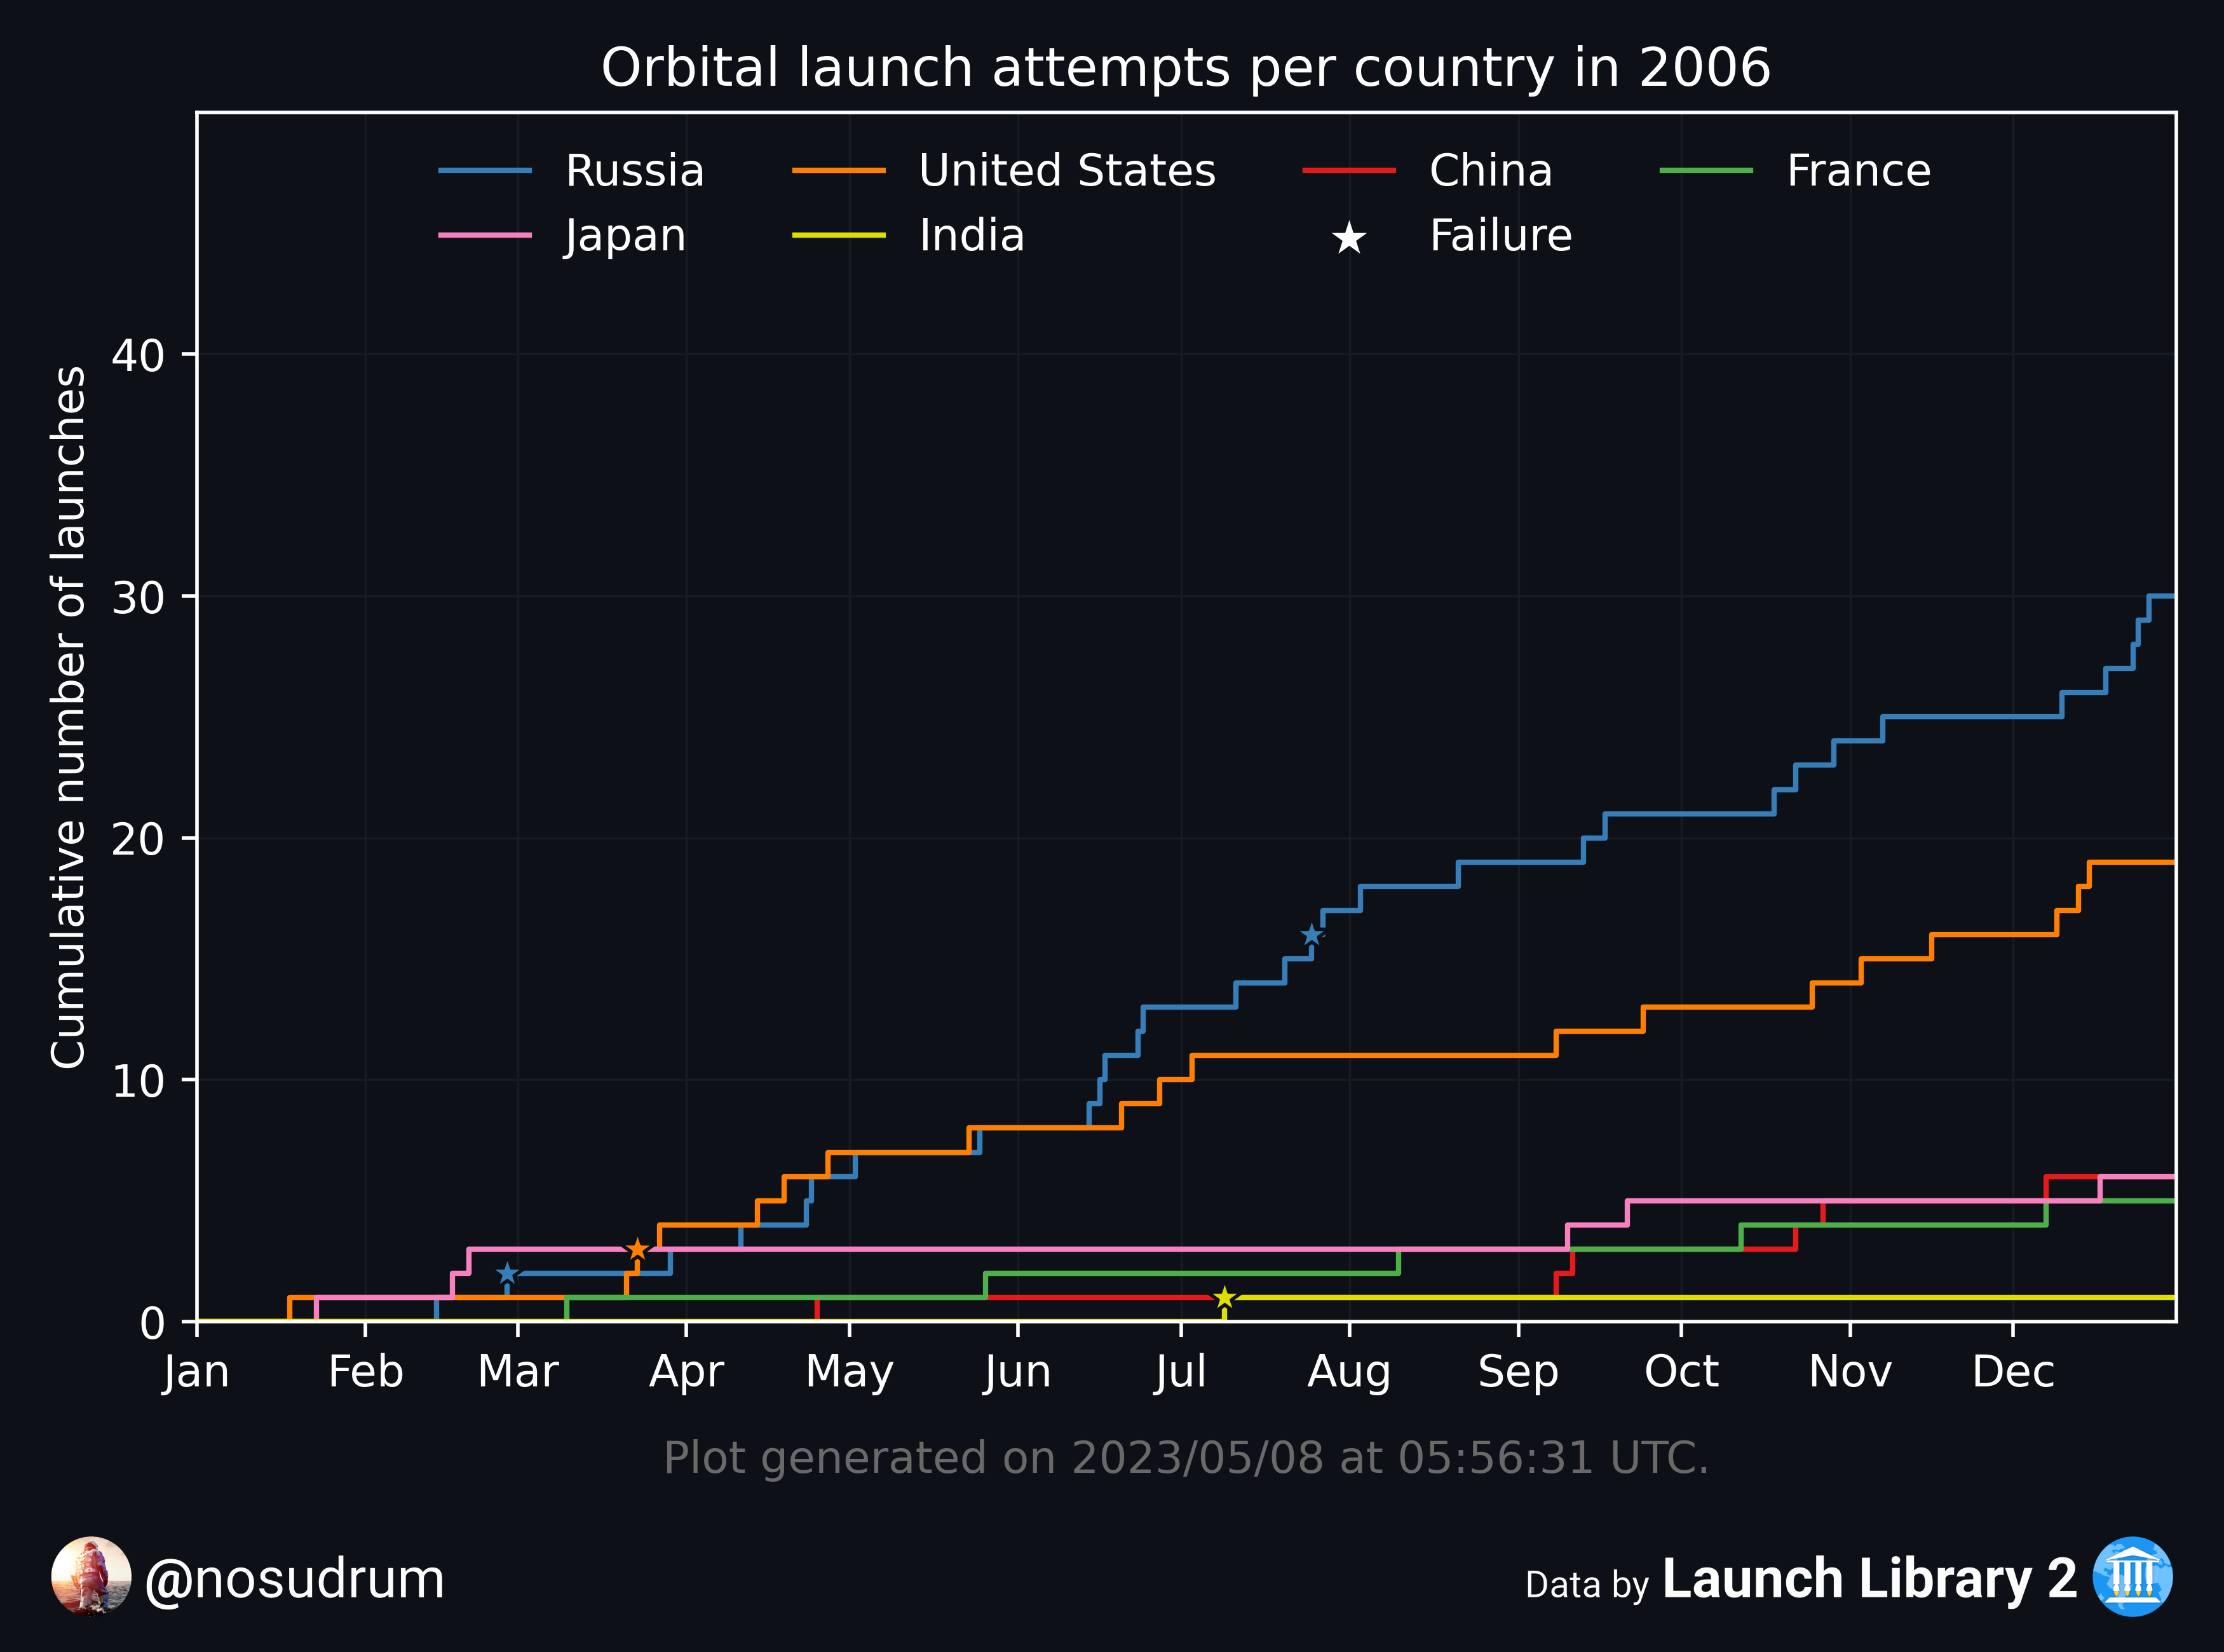 Orbital launch attempts per country in 2006
Russia United States China France
Japan India Failure
Cumulative number of launches
40
30
20
10
0
Jan Feb Mar Apr May Jun Jul Aug Sep Oct Nov Dec
Plot generated on 2023/05/08 at 05:56:31 UTC.
@nosudrum
Data by Launch Library 2